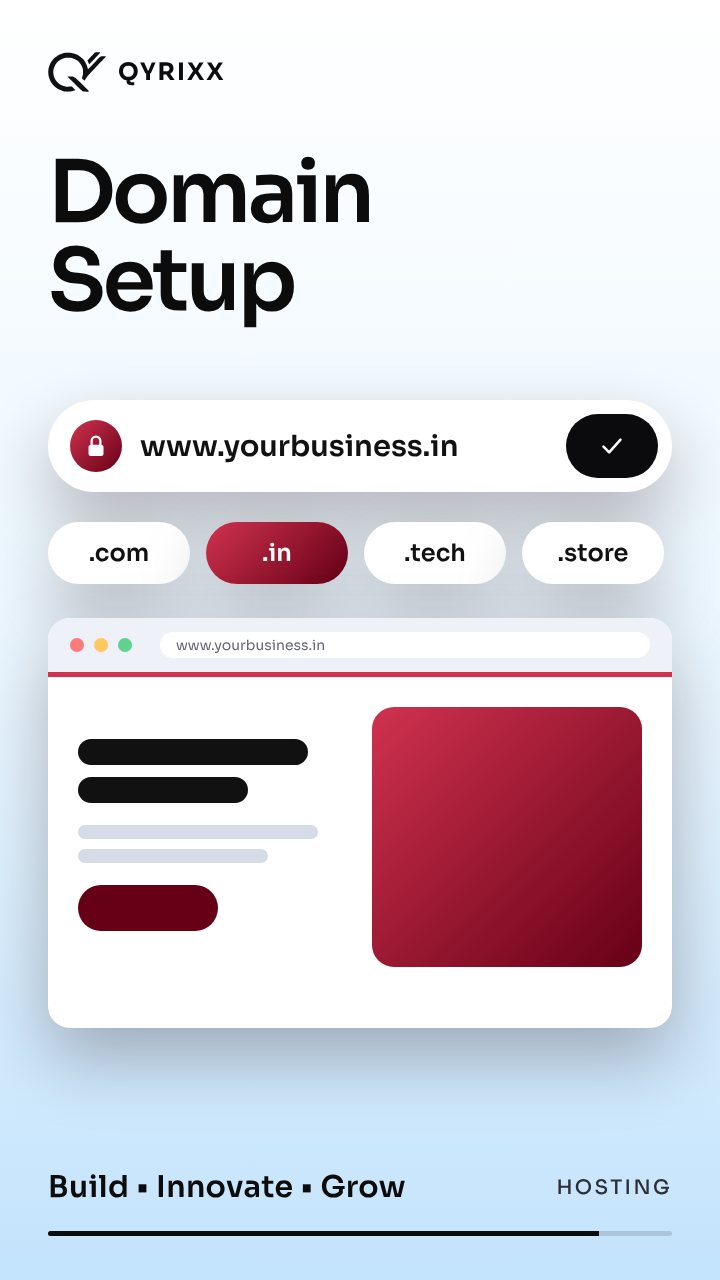 QYRIXX
Domain
Setup
www.yourbusiness.in
.com .in .tech .store
www.yourbusiness.in
Build ▪ Innovate ▪ Grow
HOSTING